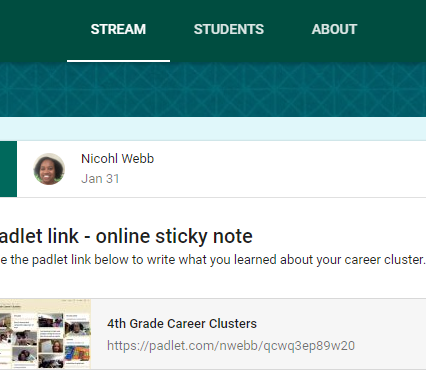 STREAM STUDENTS ABOUT
Nicohl Webb
Jan 31
adlet link - online sticky note
e the padlet link below to write what you learned about your career cluster.
4th Grade Career Clusters
https://padlet.com/nwebb/qcwq3ep89w20